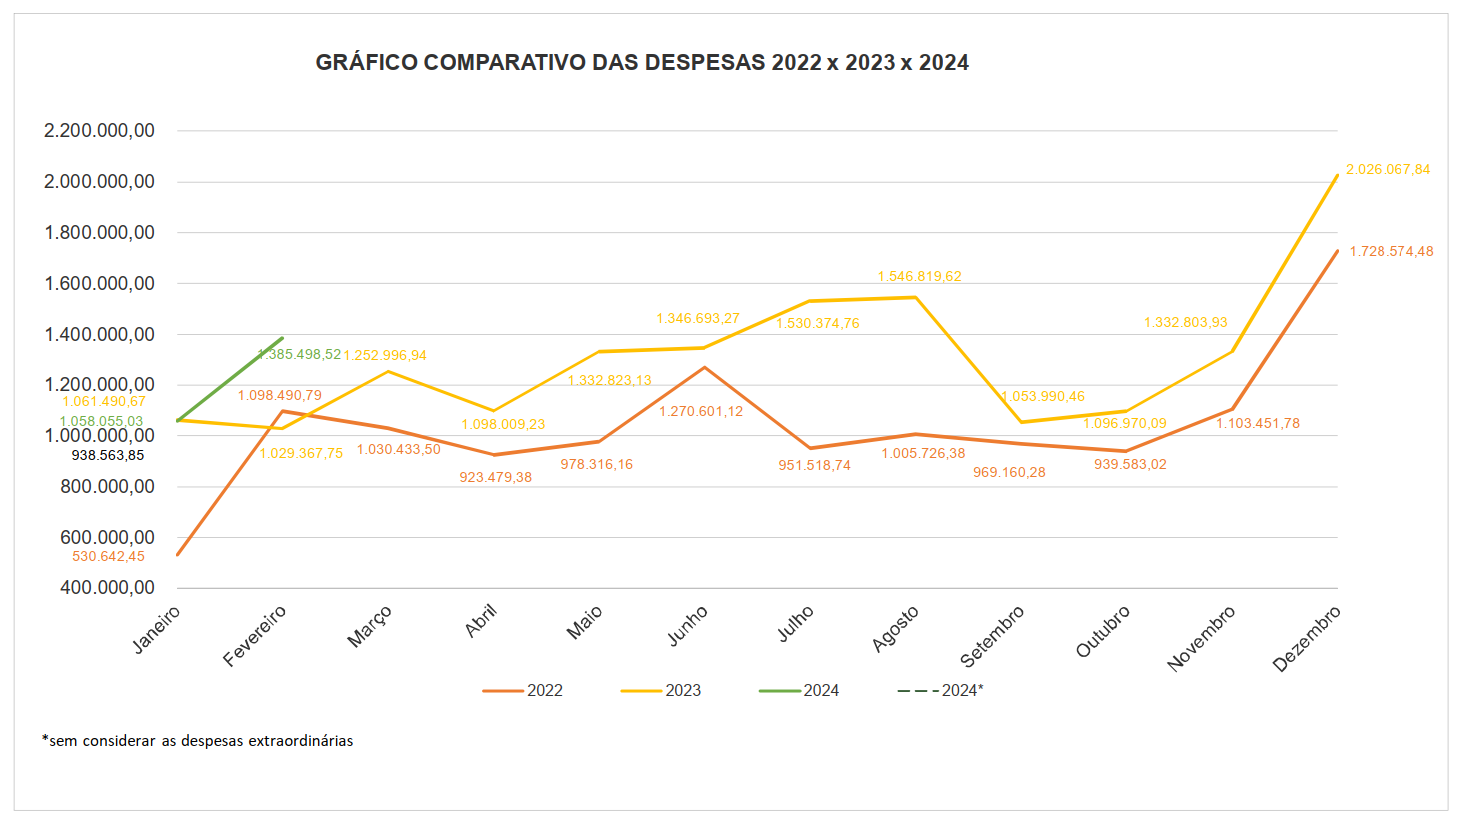 GRÁFICO COMPARATIVO DAS DESPESAS 2022 x 2023 x 2024
2.200.000,00
2.000.000,00
1.800.000,00
1.600.000,00
1.400.000,00
1.200.000,00
1.000.000,00
800.000,00
600.000,00
400.000,00
1.061.490,67
1.058.055,03
938.563,85
530.642,45
1.385.498,52
1.098.490,79
1.029.367,75
1.252.996,94
1.030.433,50
1.098.009,23
923.479,38
1.332.823,13
978.316,16
1.346.693,27
1.270.601,12
1.530.374,76
951.518,74
1.546.819,62
1.005.726,38
1.053.990,46
969.160,28
1.096.970,09
939.583,02
1.332.803,93
1.103.451,78
2.026.067,84
1.728.574,48
Janeiro
Fevereiro
Março
Abril
Maio
Junho
Julho
Agosto
Setembro
Outubro
Novembro
Dezembro
2022
2023
2024
2024*
*sem considerar as despesas extraordinárias